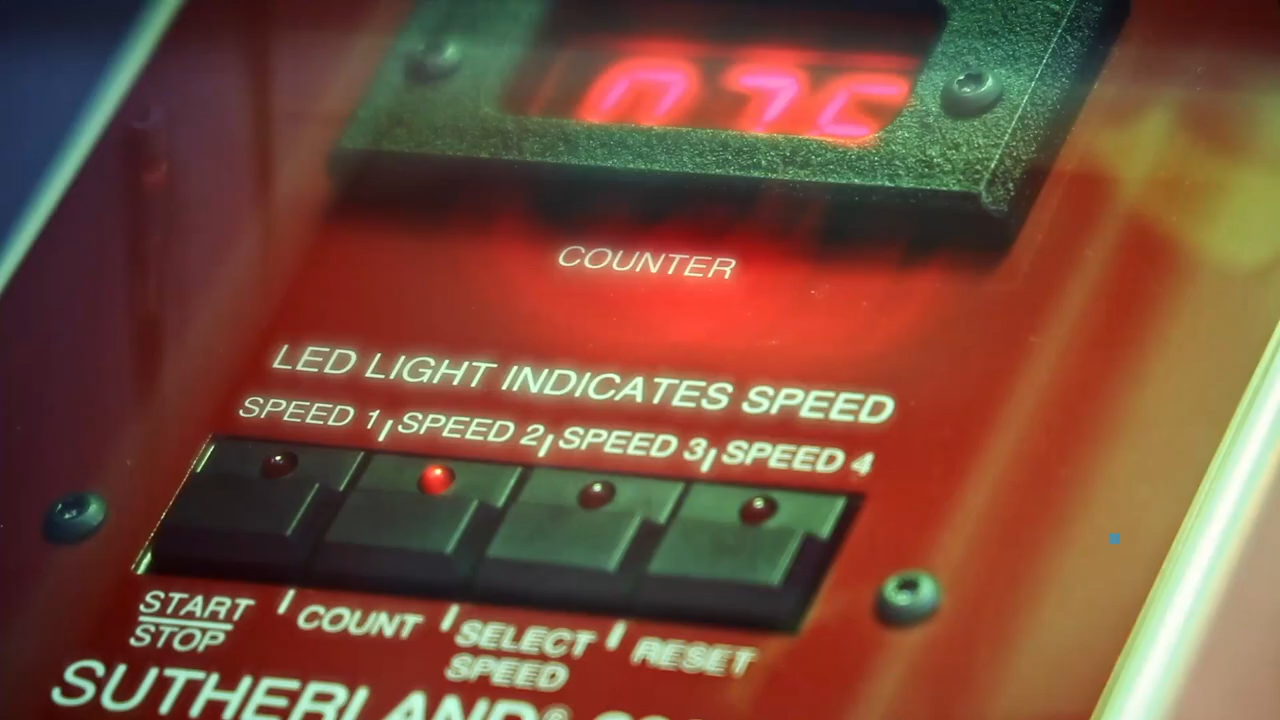 COUNTER
LED LIGHT INDICATES SPEED
SPEED 1 SPEED 2 SPEED 3 SPEED 4
START COUNT SELECT RESET
STOP SPEED
SUTHERLAND®